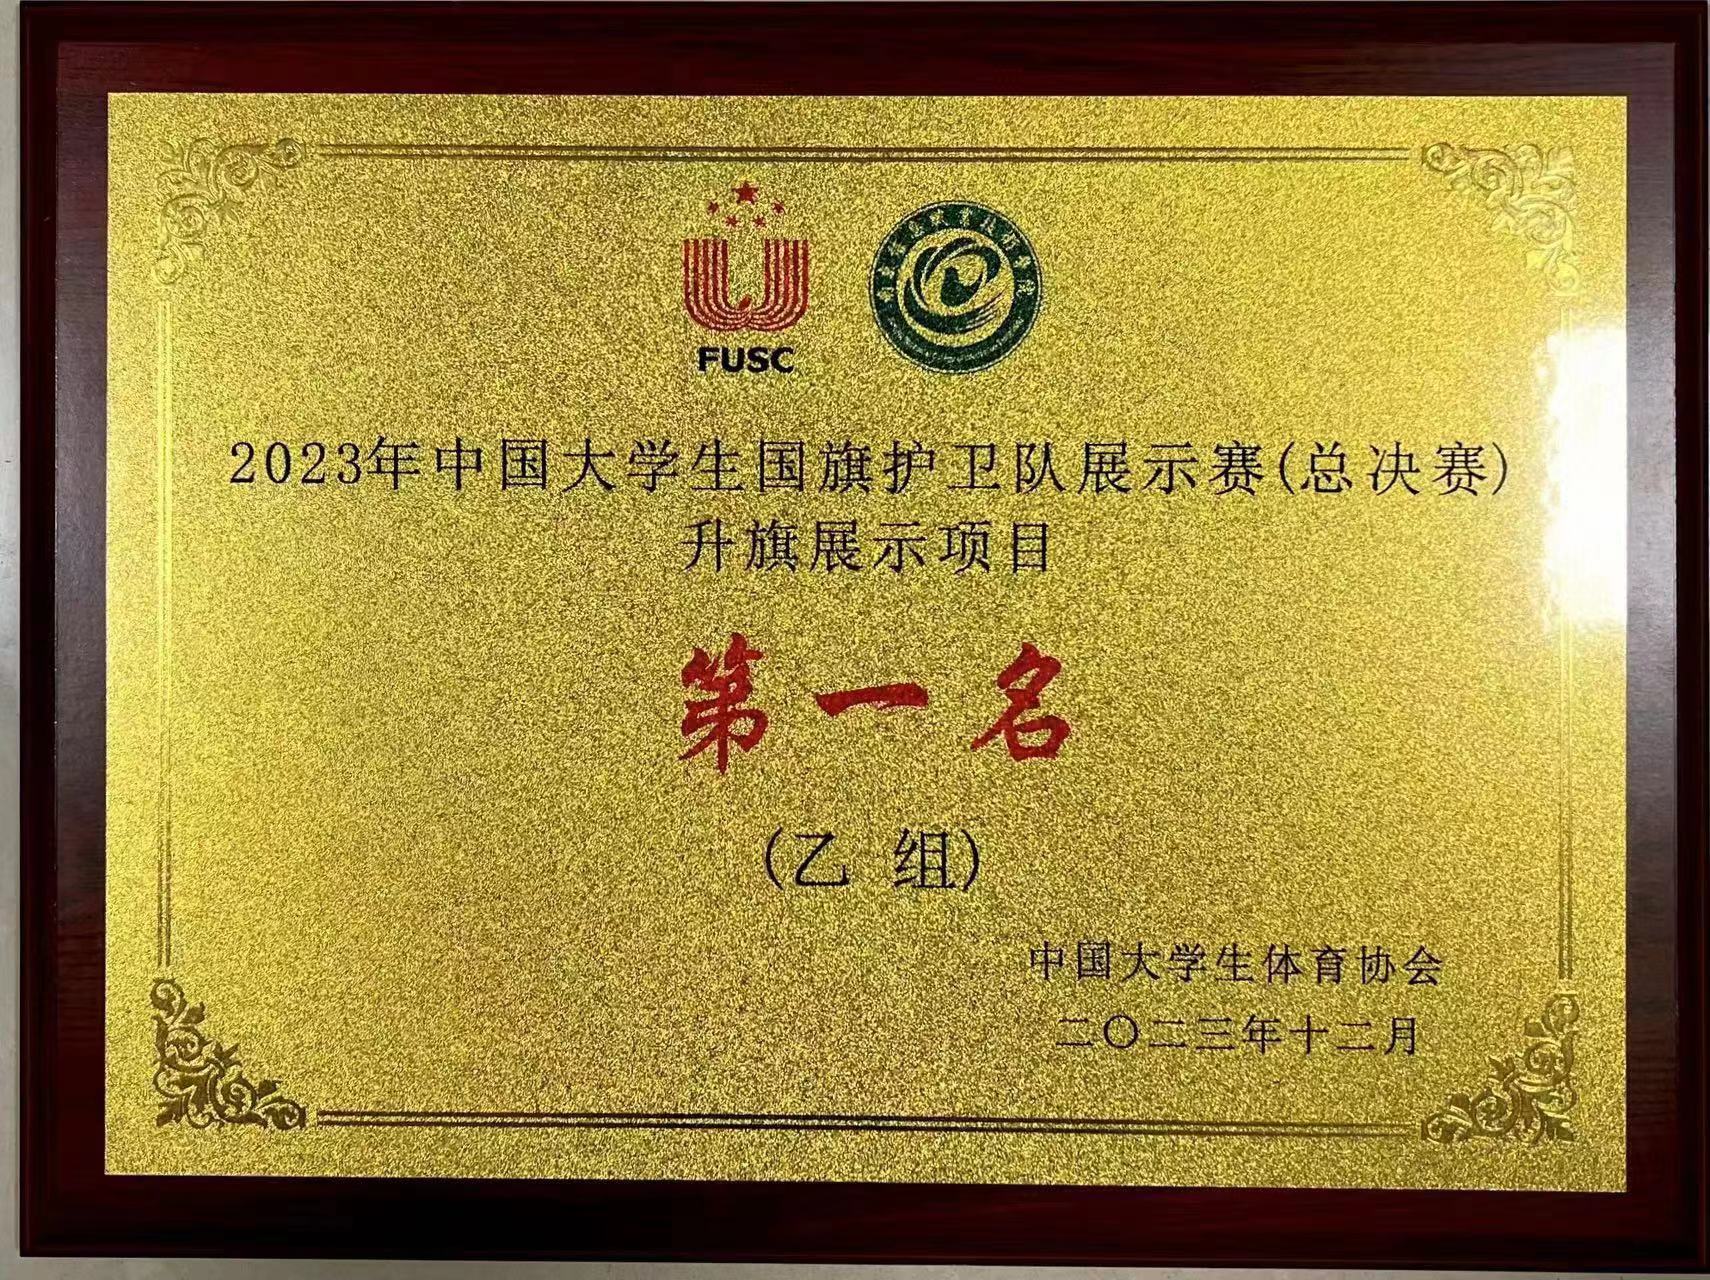 FUSC
2023年中国大学生国旗护卫队展示赛(总决赛)
升旗展示项目
第一名
(乙 组)
中国大学生体育协会
二〇二三年十二月